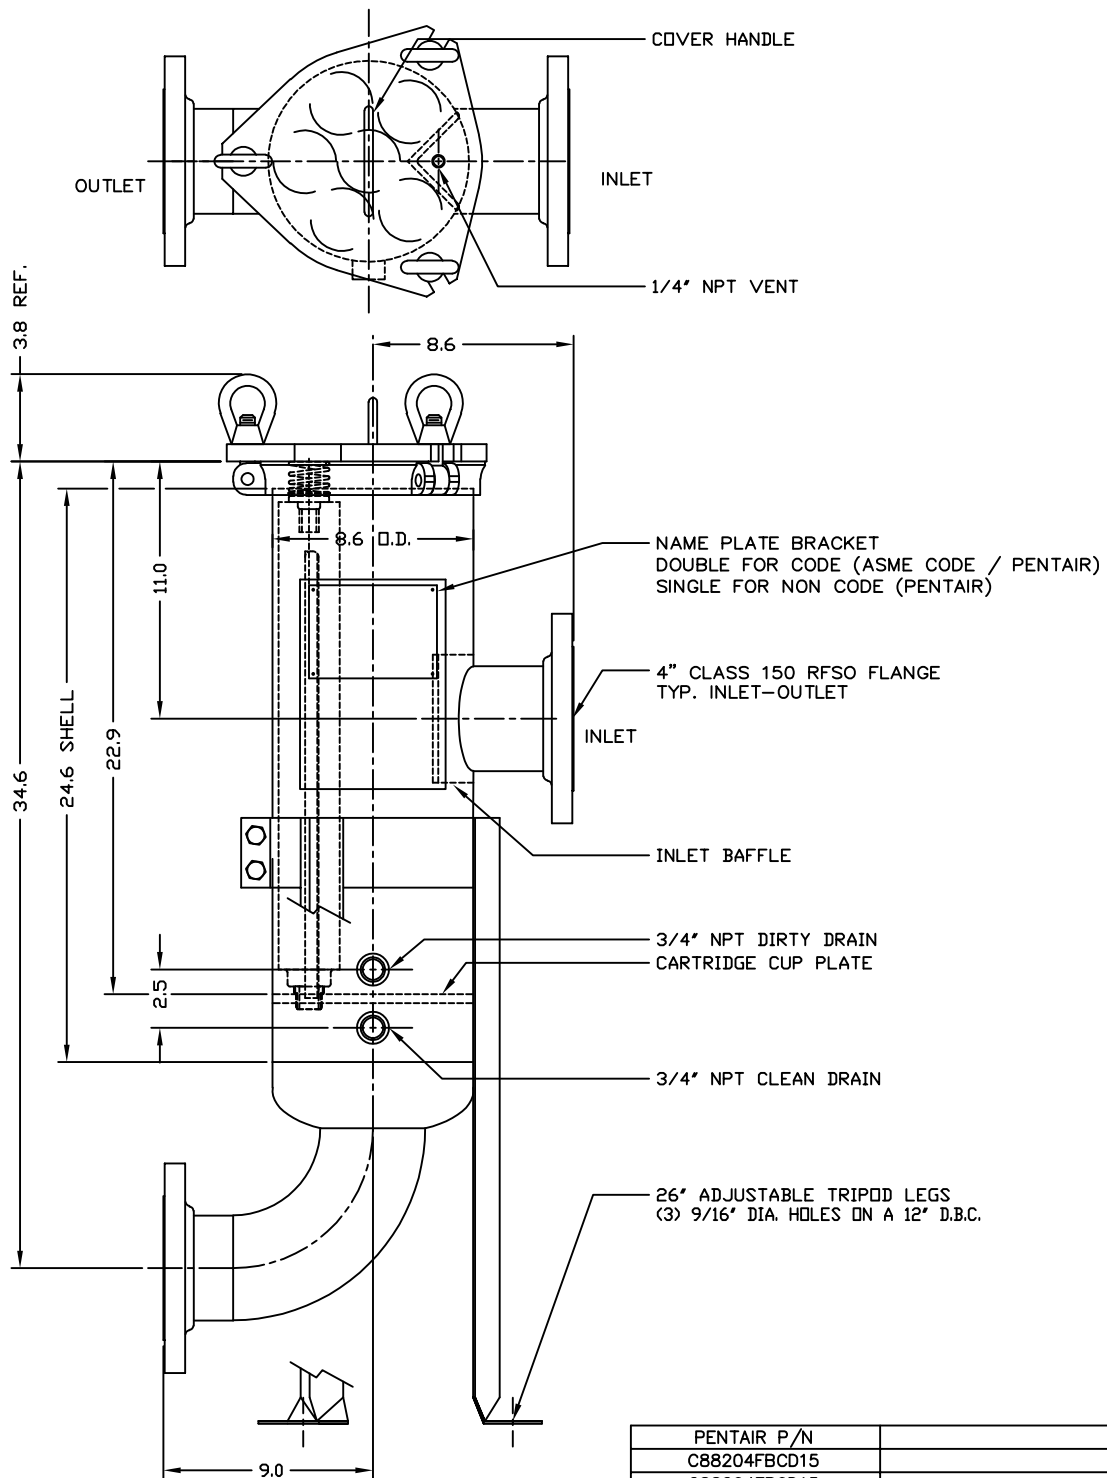 COVER HANDLE
OUTLET
INLET
1/4" NPT VENT
3.8 REF.
8.6
8.6 O.D.
NAME PLATE BRACKET
DOUBLE FOR CODE (ASME CODE / PENTAIR)
SINGLE FOR NON CODE (PENTAIR)
11.0
4" CLASS 150 RFSO FLANGE
TYP. INLET-OUTLET
INLET
34.6
24.6 SHELL
22.9
INLET BAFFLE
3/4" NPT DIRTY DRAIN
CARTRIDGE CUP PLATE
2.5
3/4" NPT CLEAN DRAIN
26" ADJUSTABLE TRIPOD LEGS
(3) 9/16" DIA. HOLES ON A 12" D.B.C.
9.0
PENTAIR P/N
C88204FBCD15